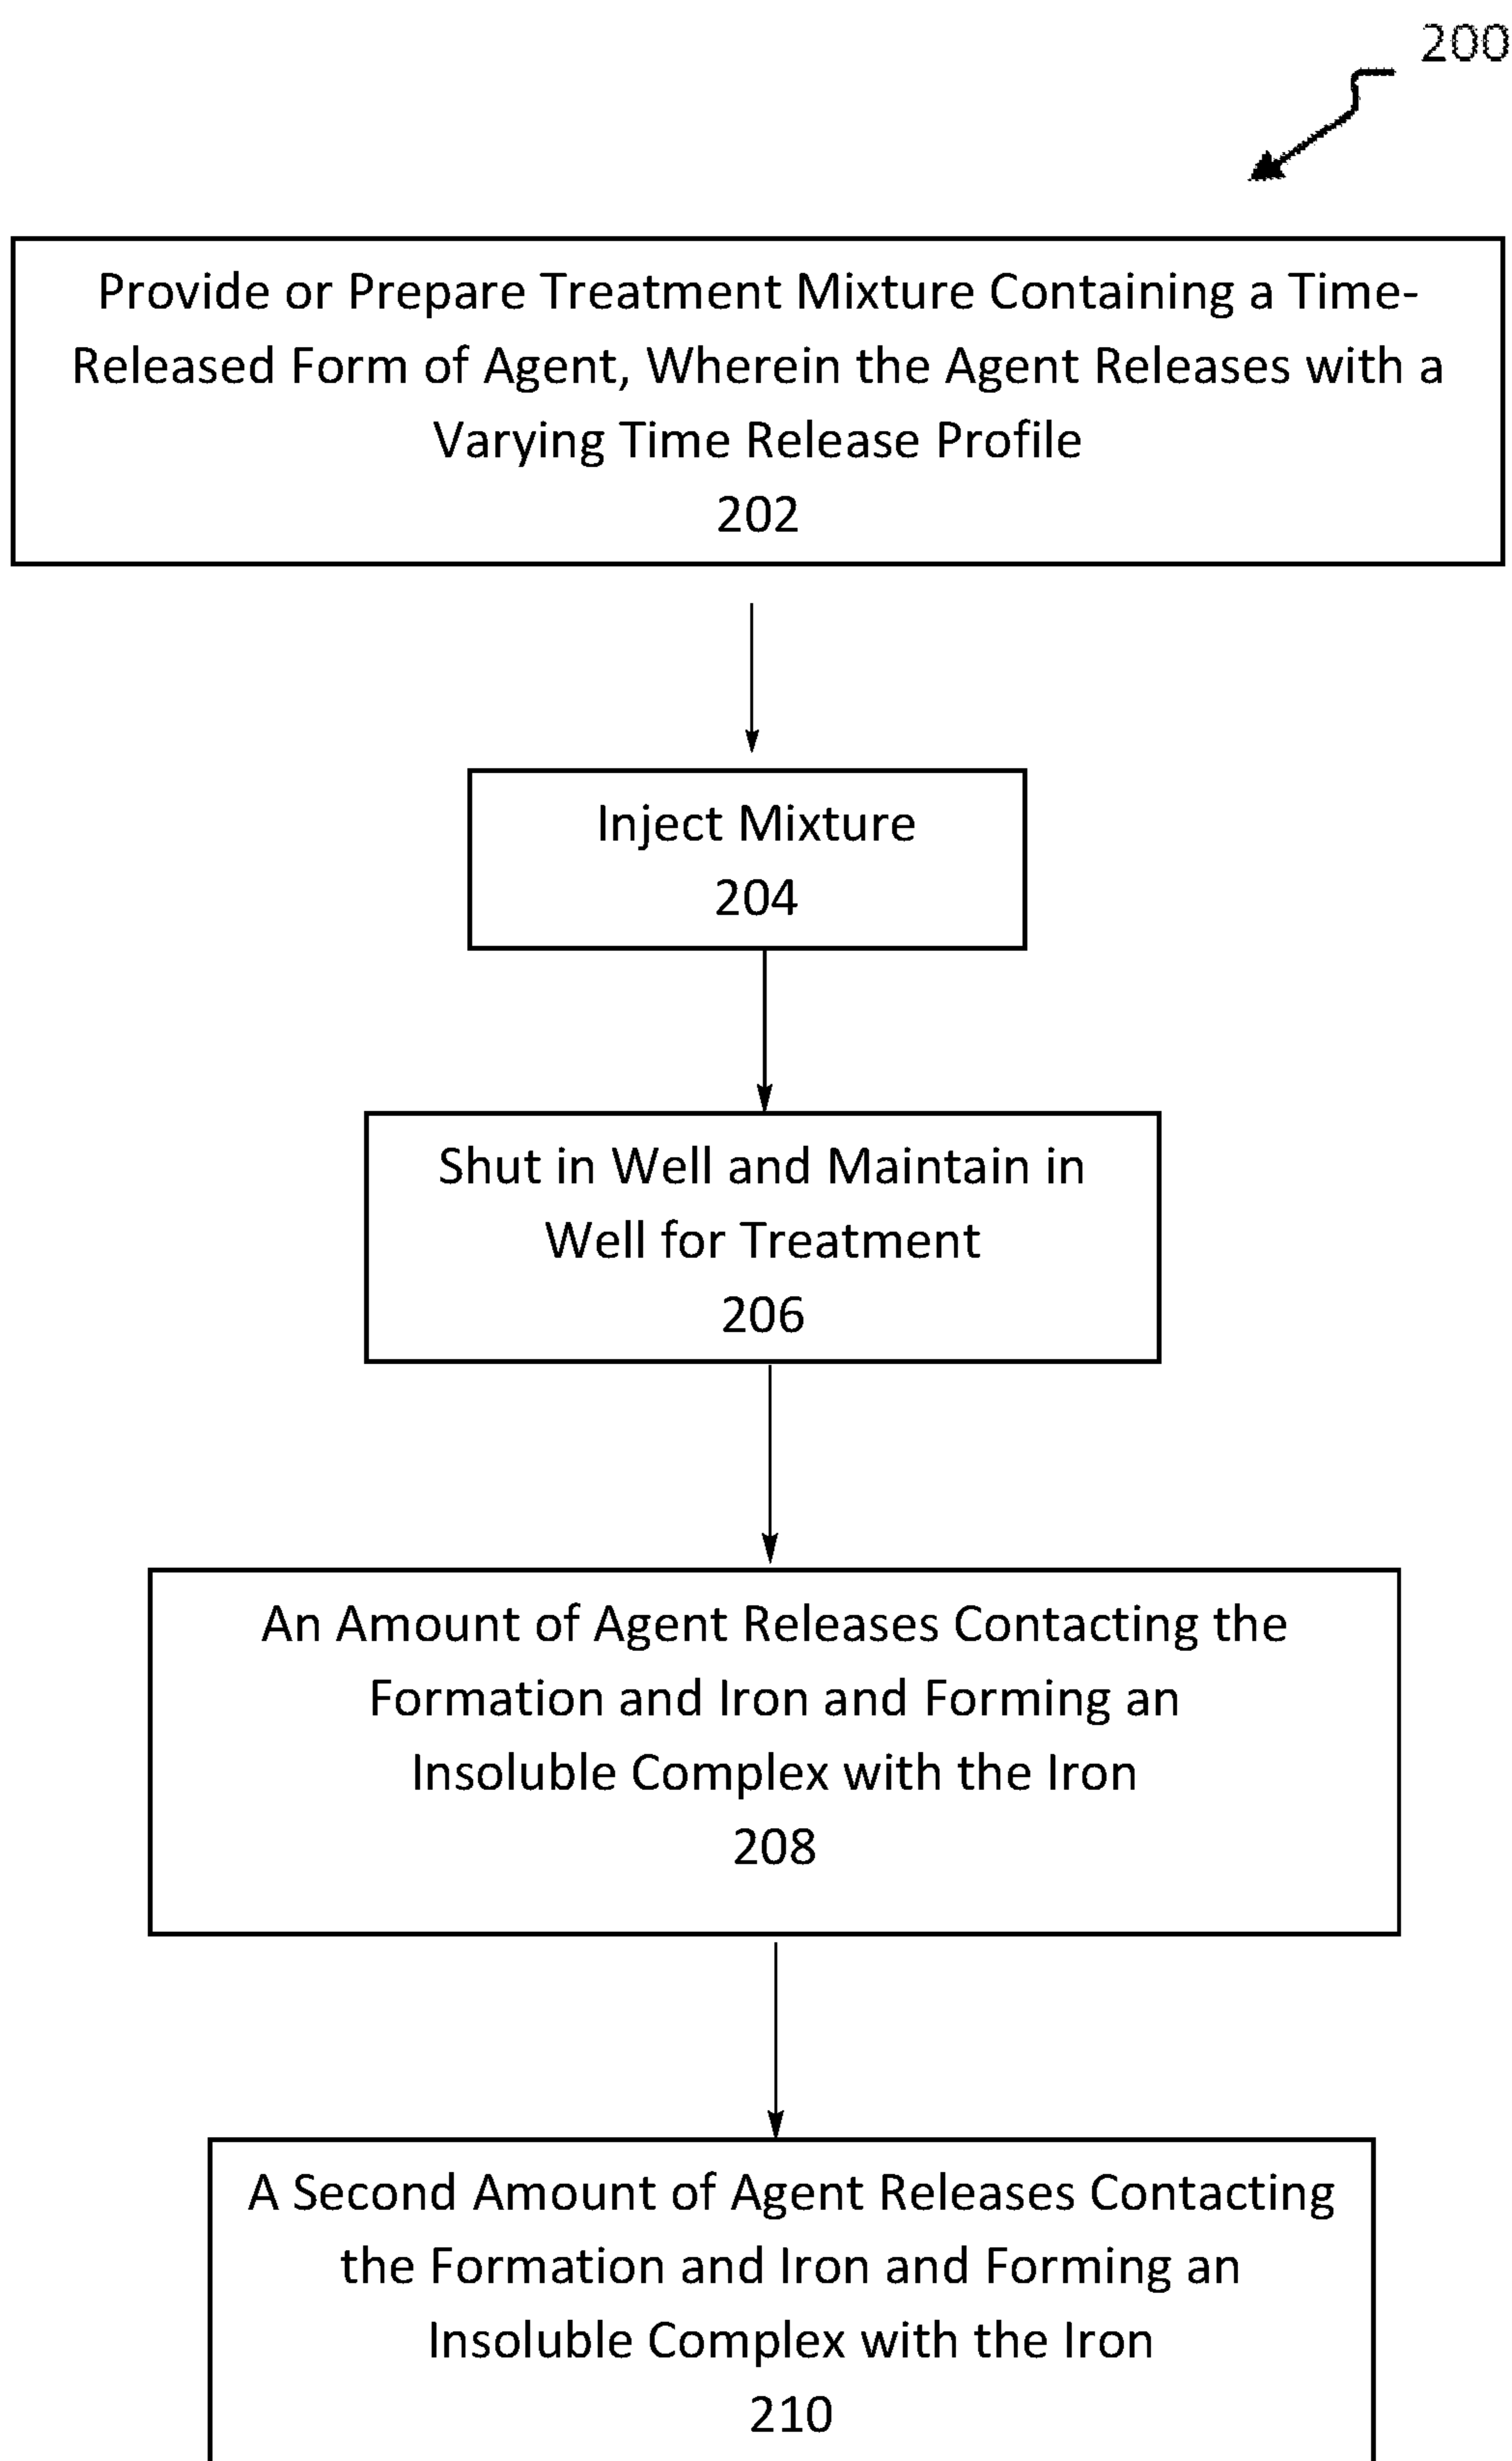 200
Provide or Prepare Treatment Mixture Containing a Time-
Released Form of Agent, Wherein the Agent Releases with a
Varying Time Release Profile
202
Inject Mixture
204
Shut in Well and Maintain in
Well for Treatment
206
An Amount of Agent Releases Contacting the
Formation and Iron and Forming an
Insoluble Complex with the Iron
208
A Second Amount of Agent Releases Contacting
the Formation and Iron and Forming an
Insoluble Complex with the Iron
210